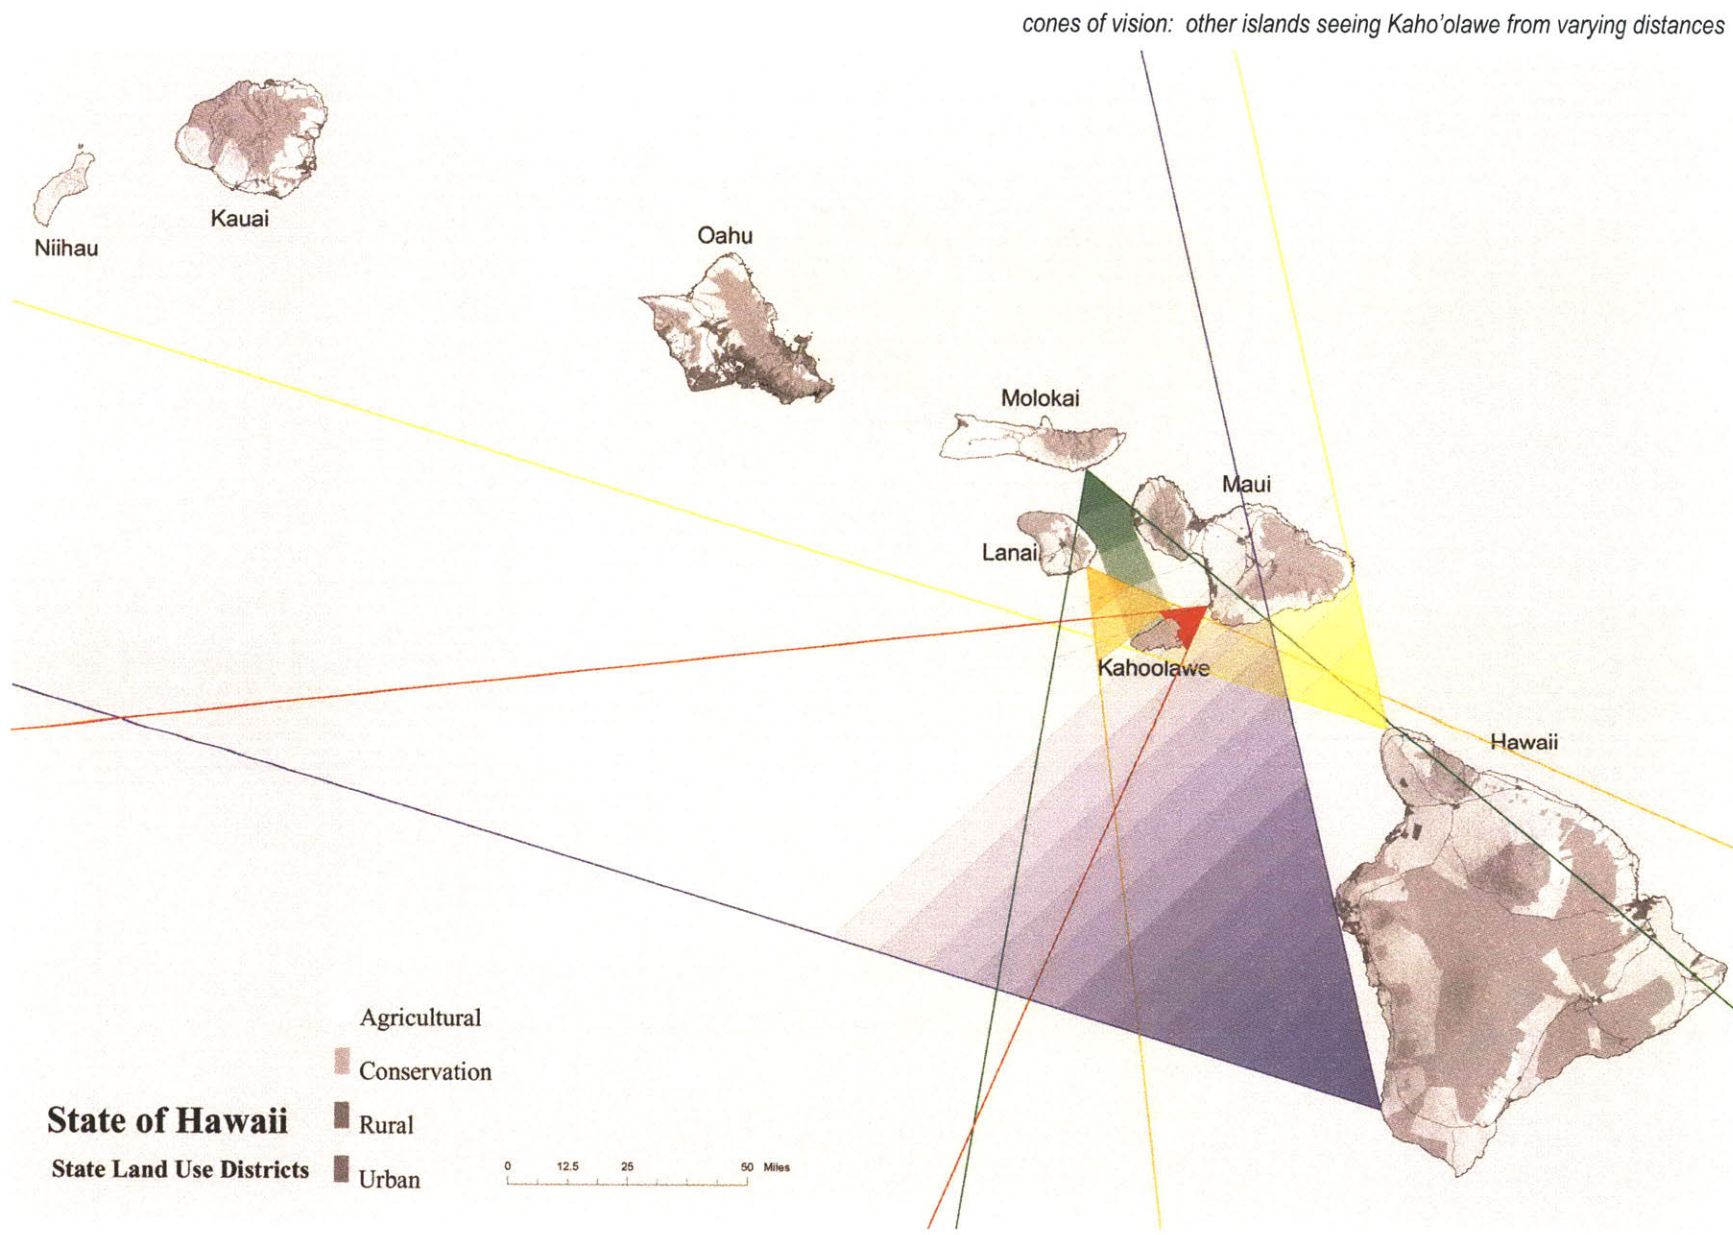 cones of vision:  other islands seeing Kaho'olawe from varying distances
Kauai
Niihau
Oahu
Molokai
Maui
Lanai
Kahoolawe
Hawaii
Agricultural
Conservation
State of Hawaii
Rural
State Land Use Districts
Urban
0 12.5 25 50 Miles